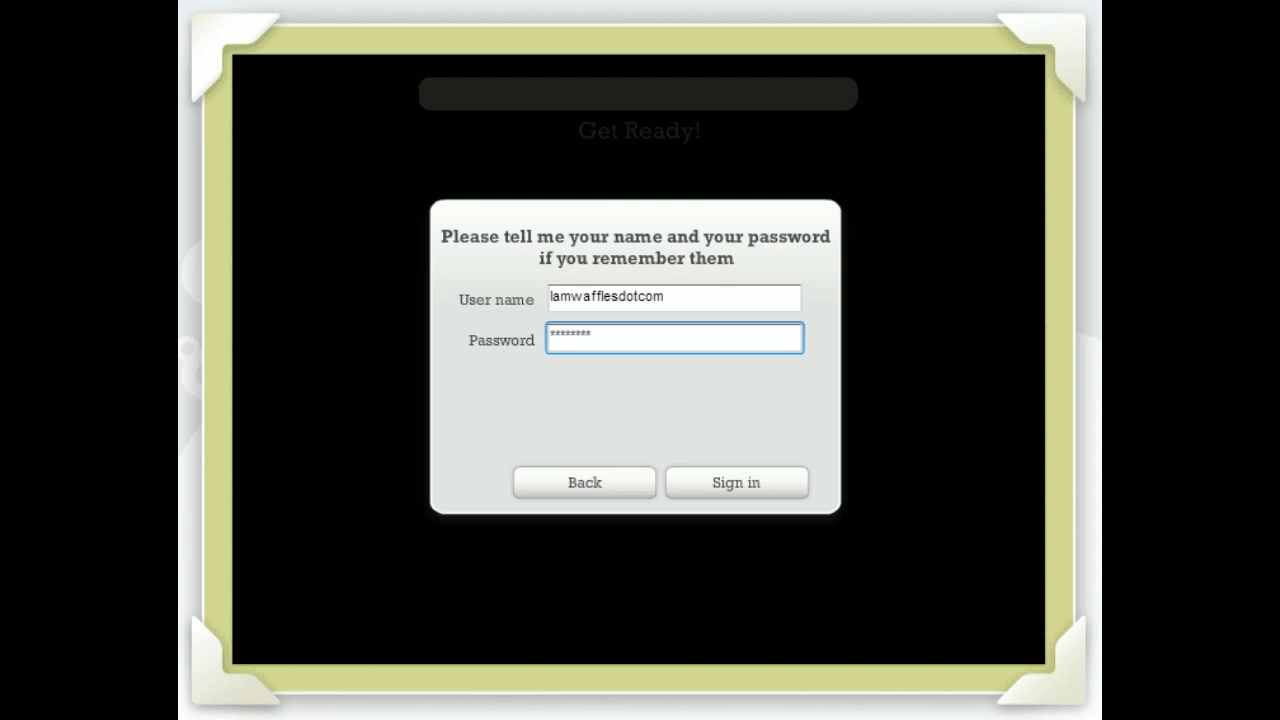 Get Ready!
Please tell me your name and your password
if you remember them
User name
Iamwafflesdotcom
Password
********
Back
Sign in